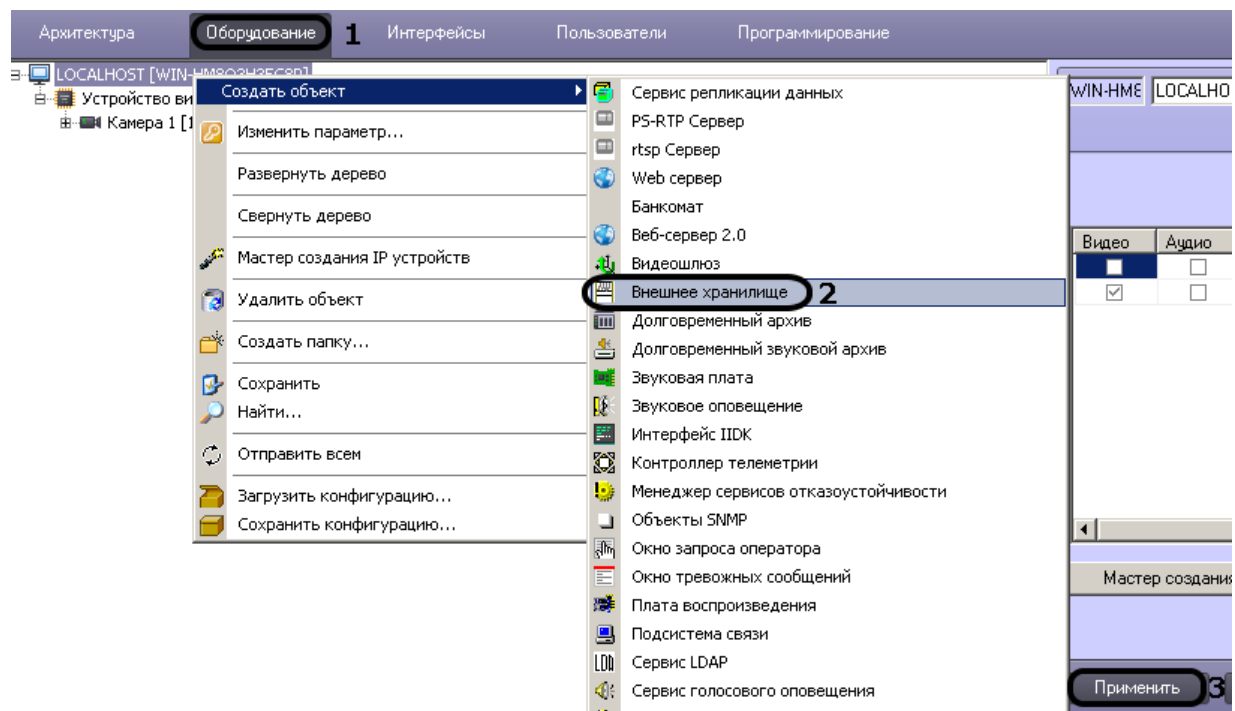 Архитектура Оборудование 1 Интерфейсы Пользователи Программирование
LOCALHOST [WIN-HM8O3H3EC8P]
Устройство ви
Камера 1 [1
Создать объект
Изменить параметр...
Развернуть дерево
Свернуть дерево
Мастер создания IP устройств
Удалить объект
Создать папку...
Сохранить
Найти...
Отправить всем
Загрузить конфигурацию...
Сохранить конфигурацию...
Сервис репликации данных
PS-RTP Сервер
rtsp Сервер
Web сервер
Банкомат
Веб-сервер 2.0
Видеошлюз
Внешнее хранилище 2
Долговременный архив
Долговременный звуковой архив
Звуковая плата
Звуковое оповещение
Интерфейс IIDK
Контроллер телеметрии
Менеджер сервисов отказоустойчивости
Объекты SNMP
Окно запроса оператора
Окно тревожных сообщений
Плата воспроизведения
Подсистема связи
LDA Сервис LDAP
Сервис голосового оповещения
WIN-HM8 LOCALHO
Видео Аудио
Мастер создания
Применить 3